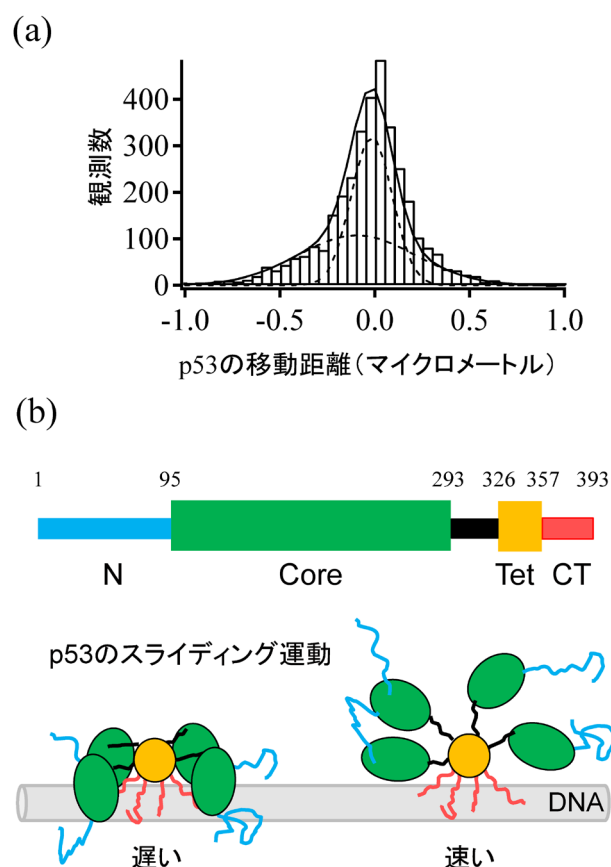 (a)
400
300
200
100
0
観測数
-1.0 -0.5 0.0 0.5 1.0
p53の移動距離(マイクロメートル)
(b)
1 95 293 326 357 393
N Core Tet CT
p53のスライディング運動
DNA
遅い 速い